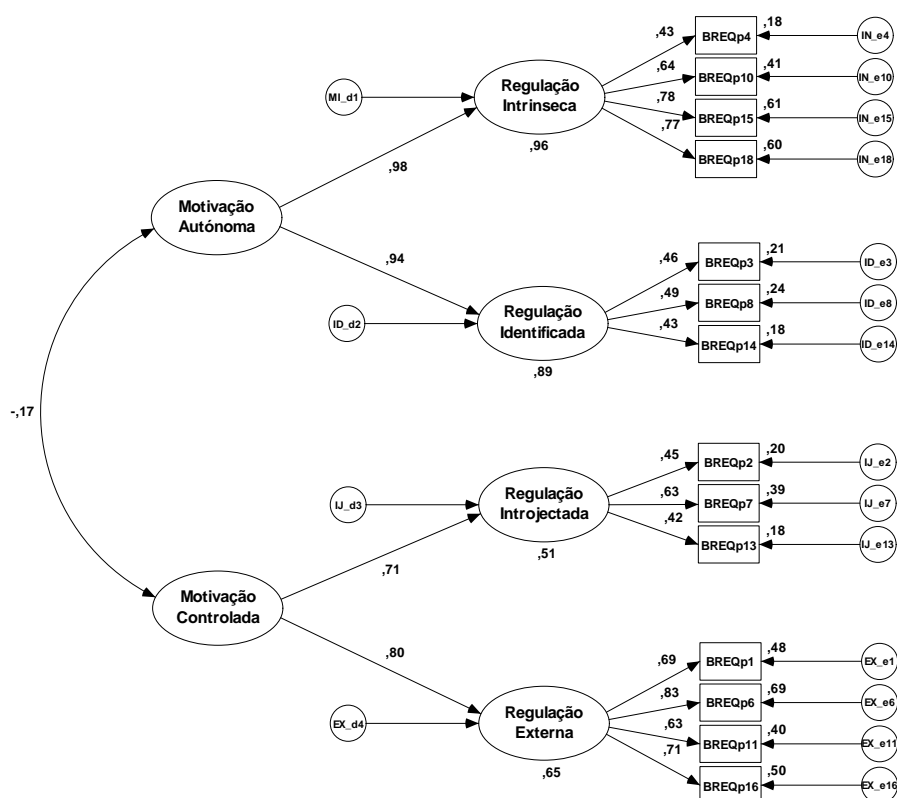 ,43
,18
BREQp4
IN_e4
,64
,41
BREQp10
IN_e10
,78
,61
BREQp15
IN_e15
,77
,60
BREQp18
IN_e18
MI_d1
Regulação
Intrinseca
,96
,98
Motivação
Autónoma
,94
,46
,21
BREQp3
ID_e3
,49
,24
BREQp8
ID_e8
,43
,18
BREQp14
ID_e14
ID_d2
Regulação
Identificada
,89
-,17
,45
,20
BREQp2
IJ_e2
,63
,39
BREQp7
IJ_e7
,42
,18
BREQp13
IJ_e13
IJ_d3
Regulação
Introjectada
,51
,71
Motivação
Controlada
,80
,69
,48
BREQp1
EX_e1
,83
,69
BREQp6
EX_e6
,63
,40
BREQp11
EX_e11
,71
,50
BREQp16
EX_e16
EX_d4
Regulação
Externa
,65